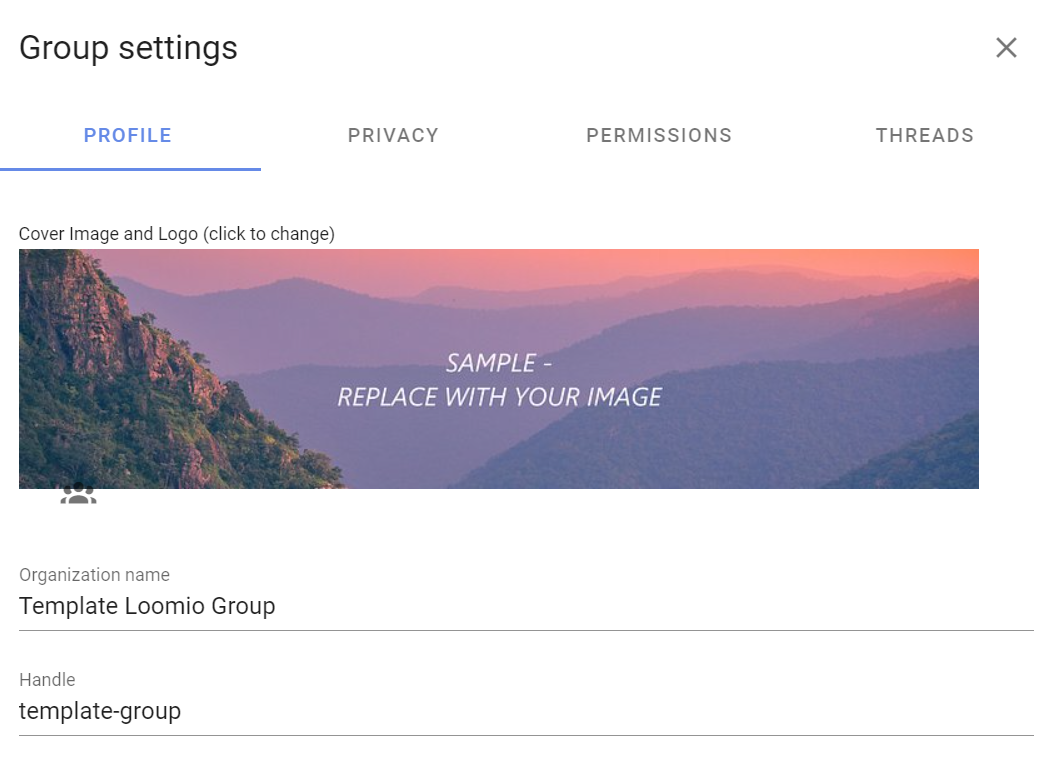 Group settings
PROFILE PRIVACY PERMISSIONS THREADS
Cover Image and Logo (click to change)
SAMPLE -
REPLACE WITH YOUR IMAGE
Organization name
Template Loomio Group
Handle
template-group